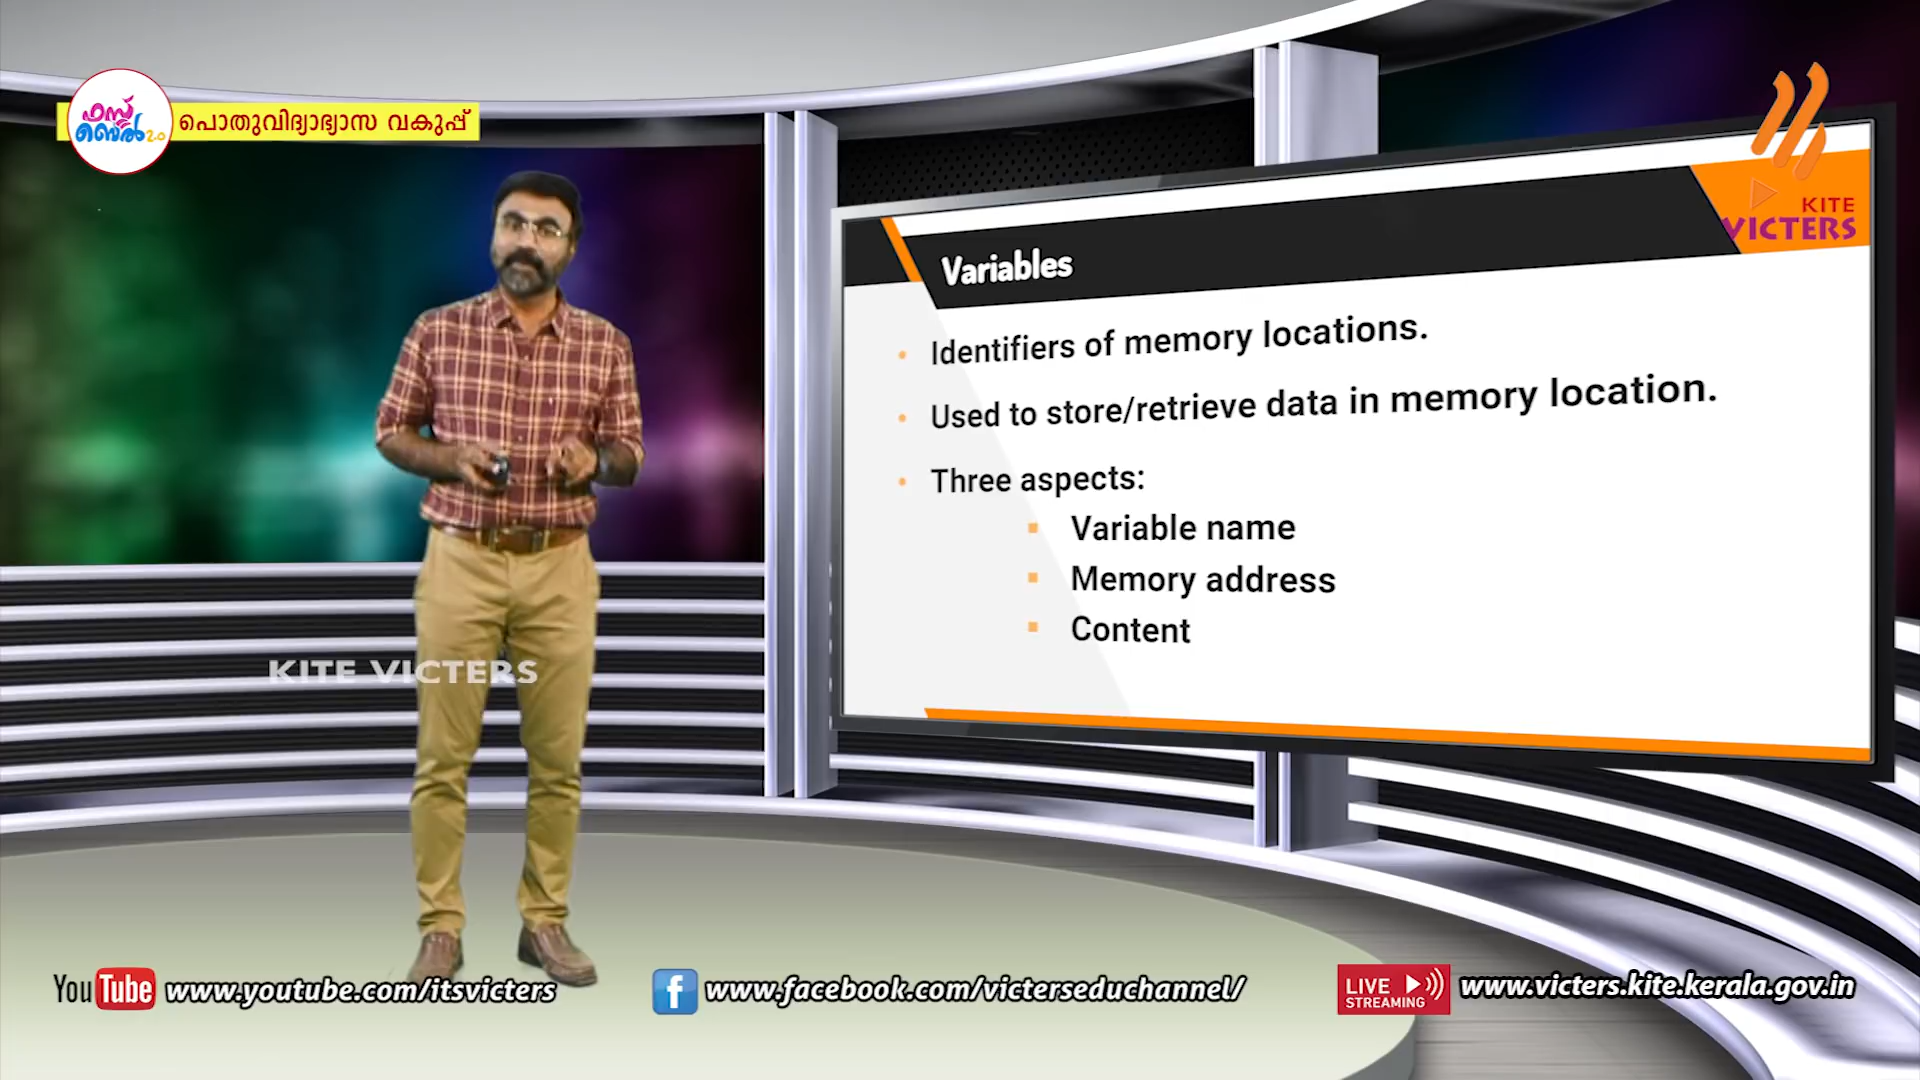 ഫസ്റ്റ്
ബെൽ 2.0
പൊതുവിദ്യാഭ്യാസ വകുപ്പ്
KITE
VICTERS
Variables
• Identifiers of memory locations.
• Used to store/retrieve data in memory location.
• Three aspects:
▪ Variable name
▪ Memory address
▪ Content
KITE VICTERS
YouTube www.youtube.com/itsvicters
f www.facebook.com/victerseduchannel/
LIVE STREAMING www.victers.kite.kerala.gov.in